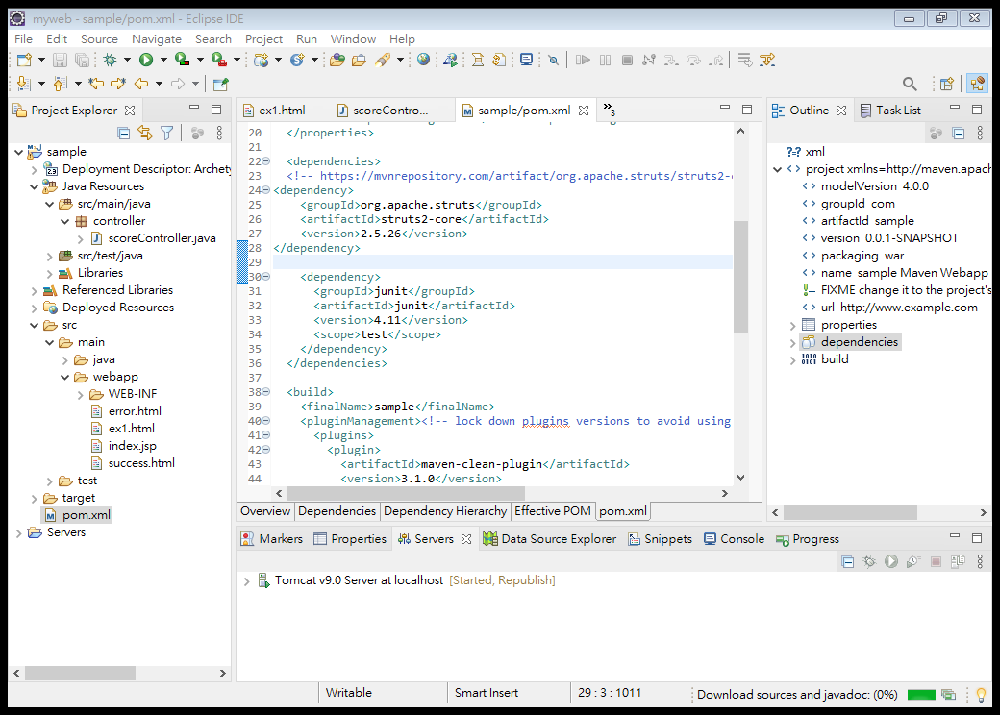 myweb - sample/pom.xml - Eclipse IDE
File Edit Source Navigate Search Project Run Window Help
Project Explorer
sample
Deployment Descriptor: Archety
Java Resources
src/main/java
controller
scoreController.java
src/test/java
Libraries
Referenced Libraries
Deployed Resources
src
main
java
webapp
WEB-INF
error.html
ex1.html
index.jsp
success.html
test
target
pom.xml
Servers
ex1.html scoreContro... sample/pom.xml »3
20 </properties>
21
22 <dependencies>
23 <!-- https://mvnrepository.com/artifact/org.apache.struts/struts2-
24 <dependency>
25 <groupId>org.apache.struts</groupId>
26 <artifactId>struts2-core</artifactId>
27 <version>2.5.26</version>
28 </dependency>
29
30 <dependency>
31 <groupId>junit</groupId>
32 <artifactId>junit</artifactId>
33 <version>4.11</version>
34 <scope>test</scope>
35 </dependency>
36 </dependencies>
37
38 <build>
39 <finalName>sample</finalName>
40 <pluginManagement><!-- lock down plugins versions to avoid using
41 <plugins>
42 <plugin>
43 <artifactId>maven-clean-plugin</artifactId>
44 <version>3.1.0</version>
Overview Dependencies Dependency Hierarchy Effective POM pom.xml
Outline Task List
xml
project xmlns=http://maven.apach
modelVersion 4.0.0
groupId com
artifactId sample
version 0.0.1-SNAPSHOT
packaging war
name sample Maven Webapp
FIXME change it to the project's
url http://www.example.com
properties
dependencies
build
Markers Properties Servers Data Source Explorer Snippets Console Progress
Tomcat v9.0 Server at localhost [Started, Republish]
Writable Smart Insert 29 : 3 : 1011 Download sources and javadoc: (0%)